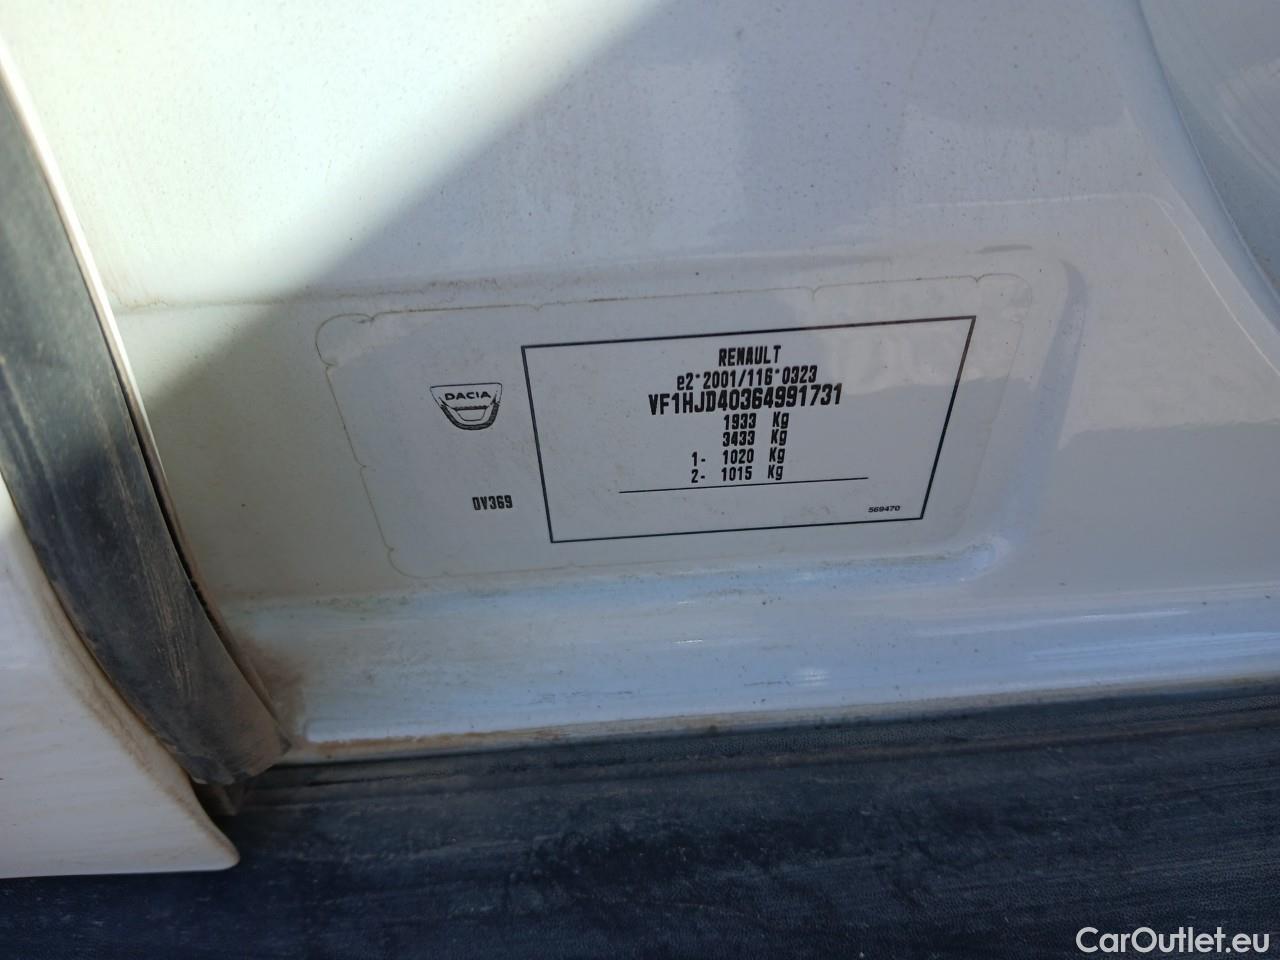 DACIA
DV369
RENAULT
e2*2001/116*0323
VF1HJD40364991731
1933 Kg
3433 Kg
1- 1020 Kg
2- 1015 Kg
569470
CarOutlet.eu